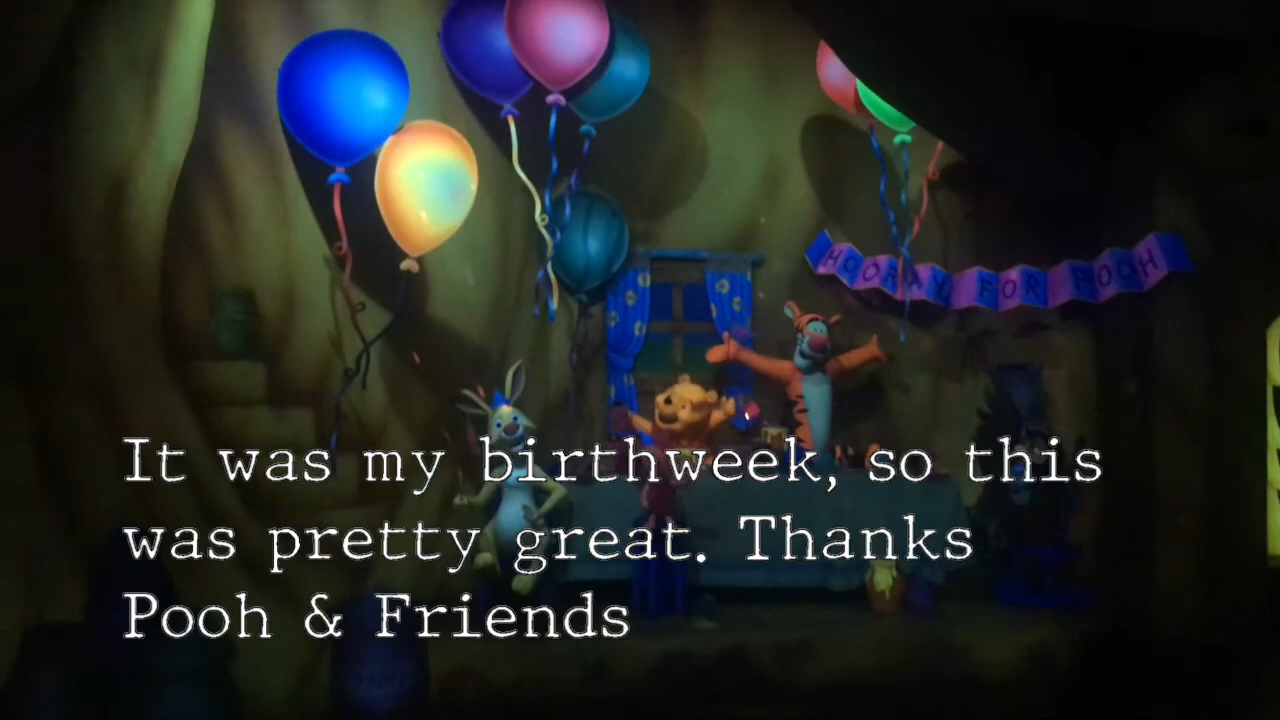 HOORAY FOR POOH
It was my birthweek, so this
was pretty great. Thanks
Pooh & Friends